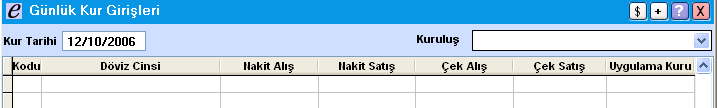 e Günlük Kur Girişleri $ + ? X
Kur Tarihi 12/10/2006 Kuruluş
Kodu Döviz Cinsi Nakit Alış Nakit Satış Çek Alış Çek Satış Uygulama Kuru